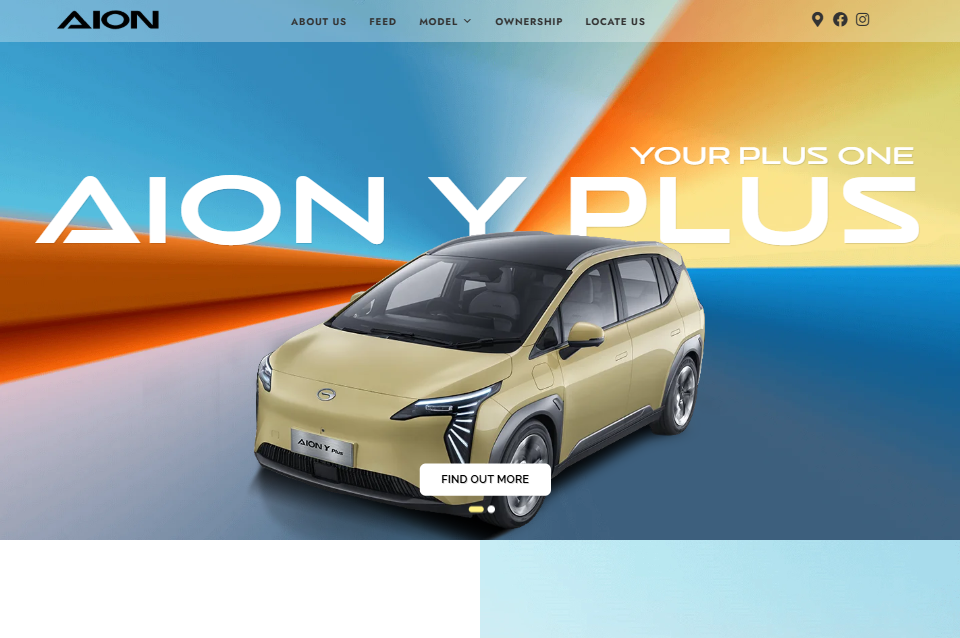 AION
ABOUT US
FEED
MODEL
OWNERSHIP
LOCATE US
YOUR PLUS ONE
AION Y PLUS
AION Y Plus
FIND OUT MORE